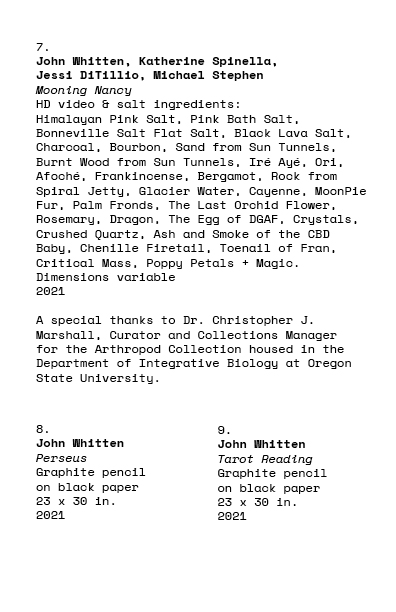 7.
John Whitten, Katherine Spinella,
Jessi DiTillio, Michael Stephen
Mooning Nancy
HD video & salt ingredients:
Himalayan Pink Salt, Pink Bath Salt,
Bonneville Salt Flat Salt, Black Lava Salt,
Charcoal, Bourbon, Sand from Sun Tunnels,
Burnt Wood from Sun Tunnels, Iré Ayé, Ori,
Afoché, Frankincense, Bergamot, Rock from
Spiral Jetty, Glacier Water, Cayenne, MoonPie
Fur, Palm Fronds, The Last Orchid Flower,
Rosemary, Dragon, The Egg of DGAF, Crystals,
Crushed Quartz, Ash and Smoke of the CBD
Baby, Chenille Firetail, Toenail of Fran,
Critical Mass, Poppy Petals + Magic.
Dimensions variable
2021
A special thanks to Dr. Christopher J.
Marshall, Curator and Collections Manager
for the Arthropod Collection housed in the
Department of Integrative Biology at Oregon
State University.
8.
John Whitten
Perseus
Graphite pencil
on black paper
23 x 30 in.
2021
9.
John Whitten
Tarot Reading
Graphite pencil
on black paper
23 x 30 in.
2021